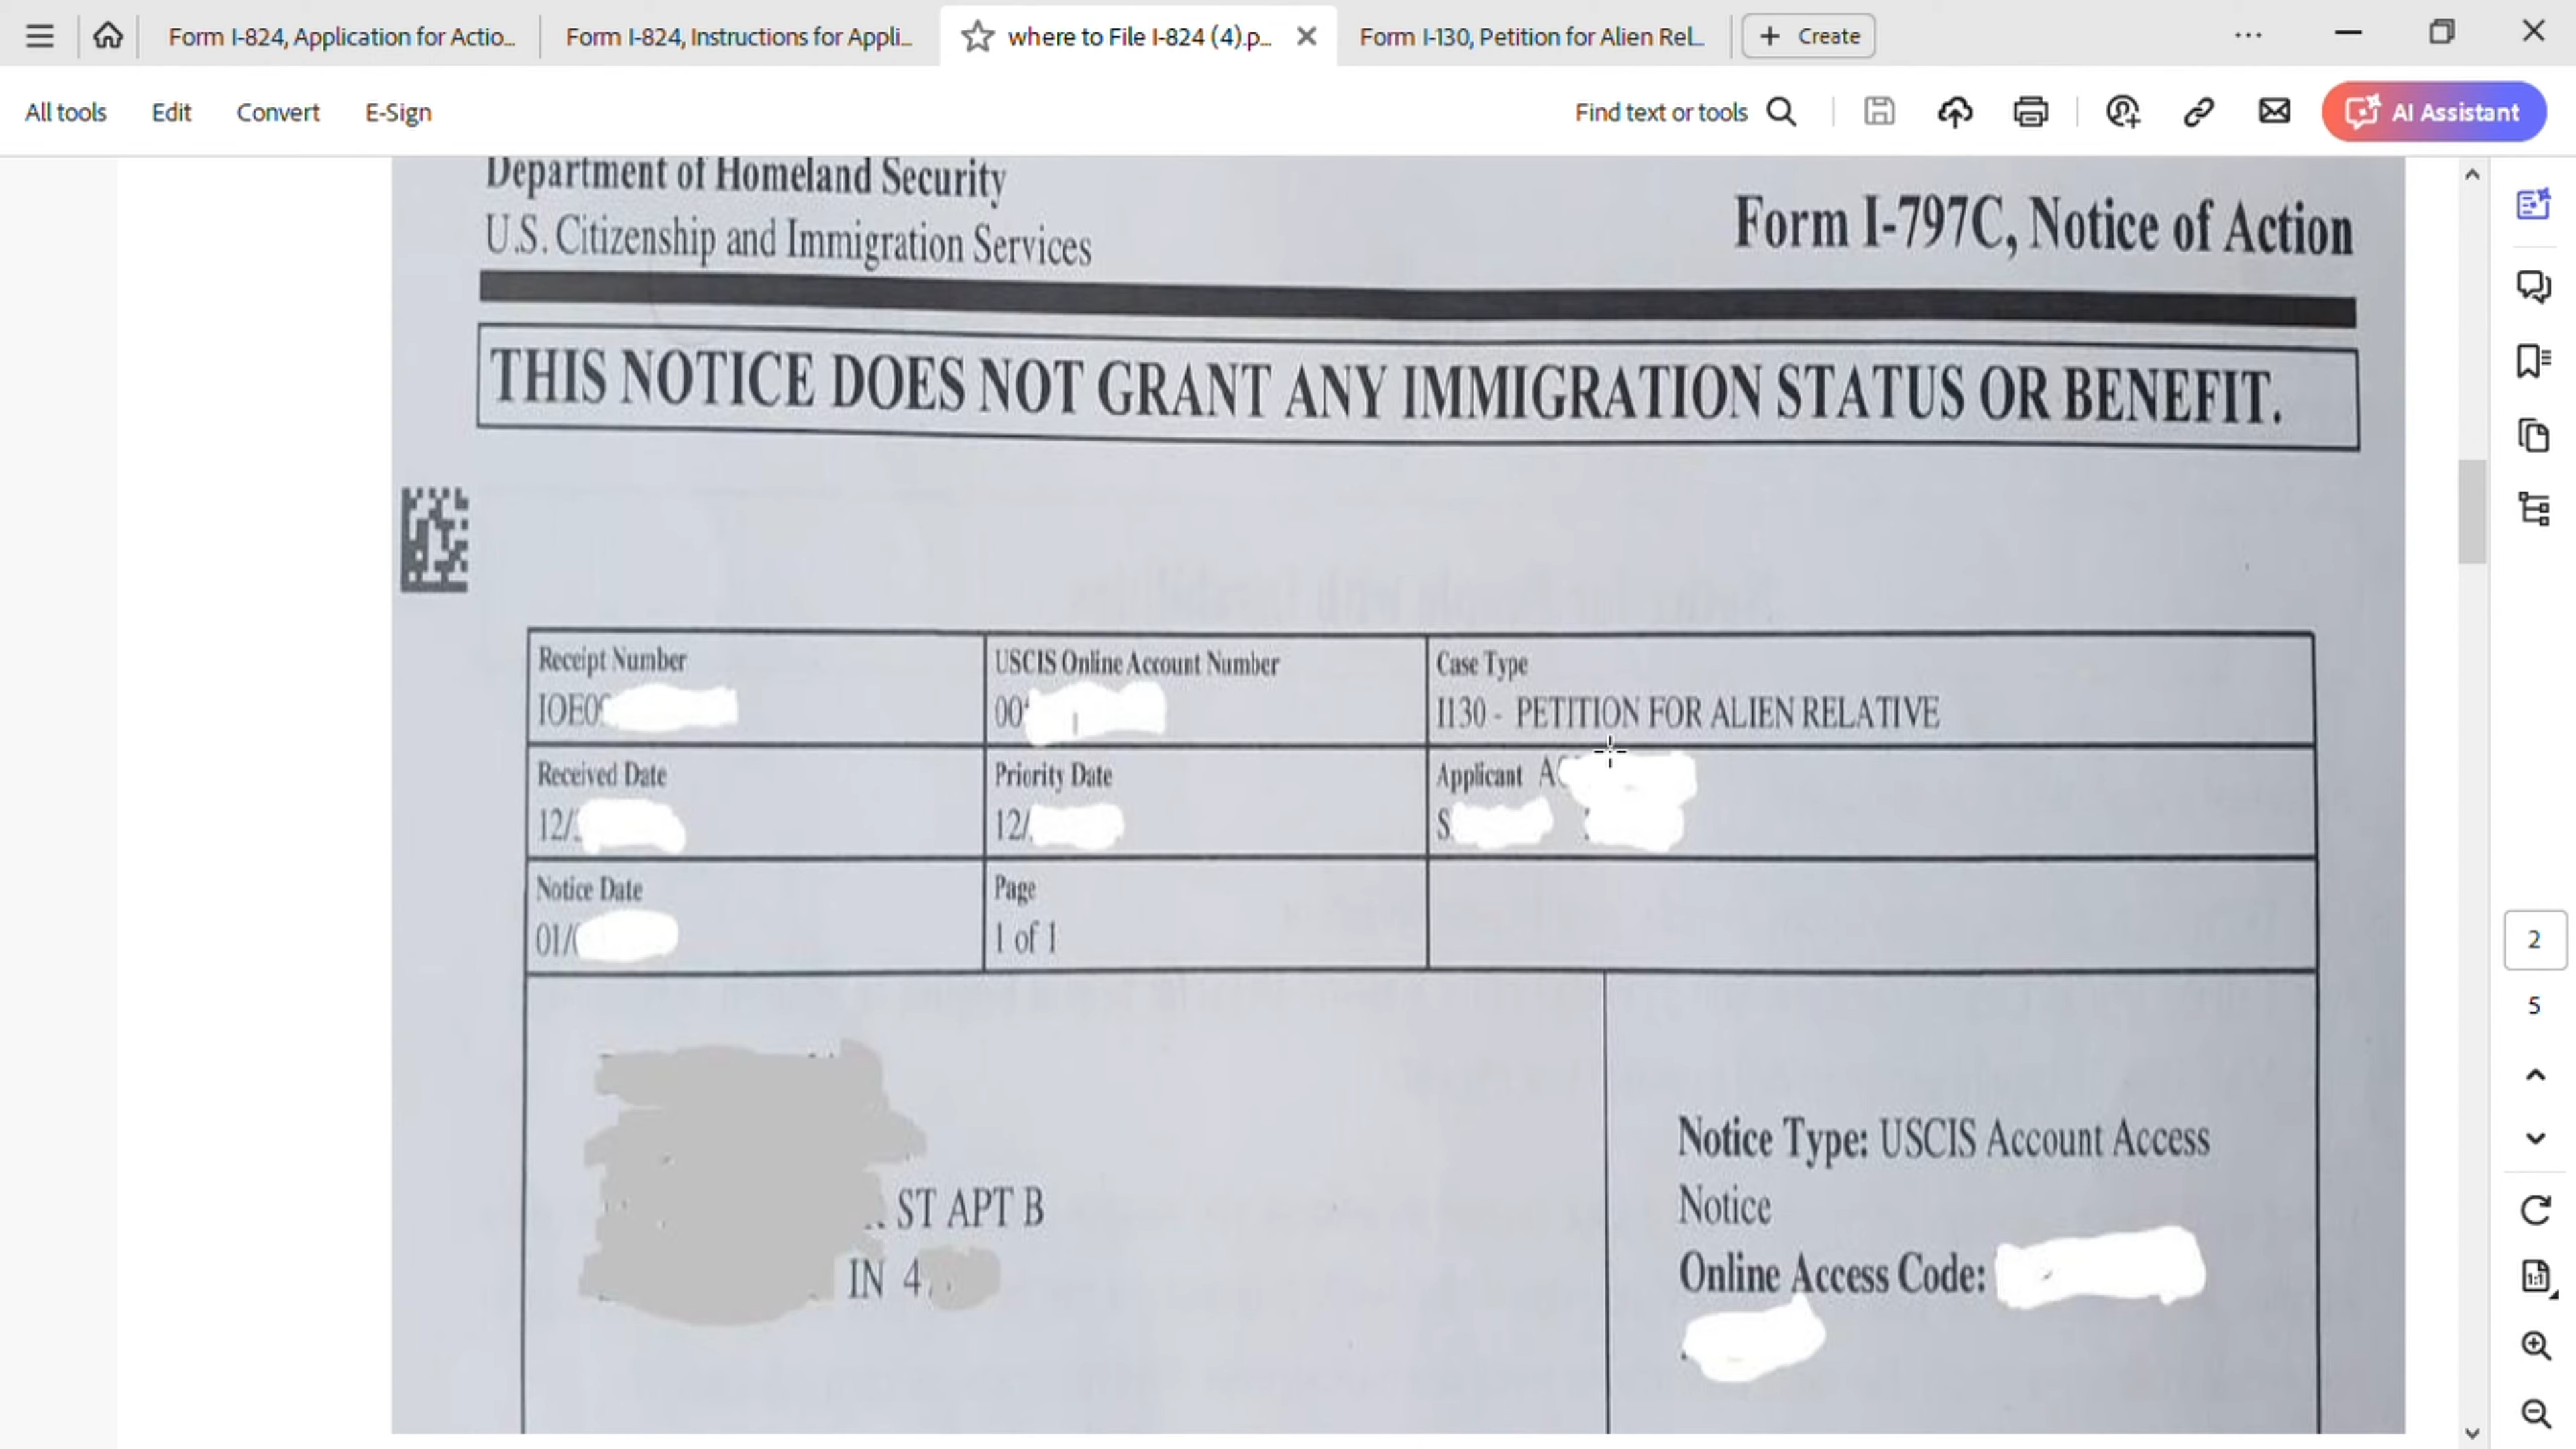 Form I-824, Application for Actio...
Form I-824, Instructions for Appli...
where to File I-824 (4).p...
Form I-130, Petition for Alien Rel...
Create
All tools
Edit
Convert
E-Sign
Find text or tools
AI Assistant
Department of Homeland Security
U.S. Citizenship and Immigration Services
Form I-797C, Notice of Action
THIS NOTICE DOES NOT GRANT ANY IMMIGRATION STATUS OR BENEFIT.
Receipt Number
IOE0
USCIS Online Account Number
00
Case Type
I130 - PETITION FOR ALIEN RELATIVE
Received Date
12/
Priority Date
12/
Applicant A
S
Notice Date
01/
Page
1 of 1
ST APT B
IN 4
Notice Type: USCIS Account Access
Notice
Online Access Code:
2
5